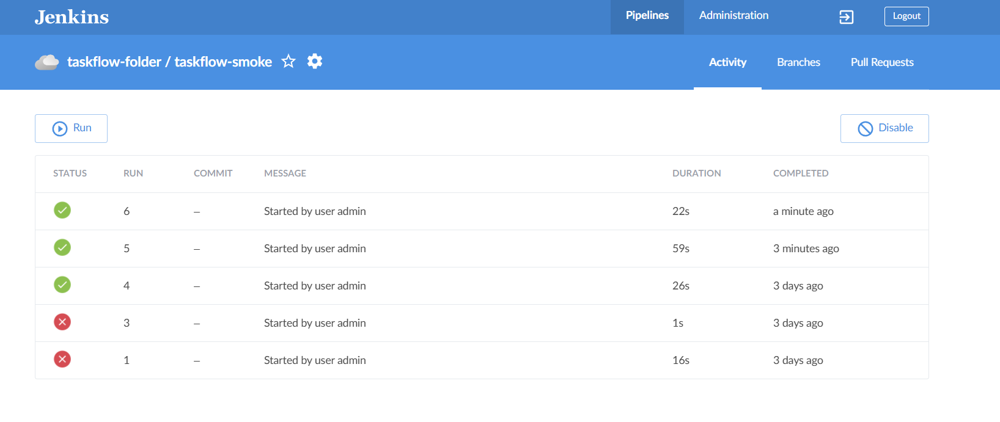 Jenkins Pipelines Administration Logout
taskflow-folder / taskflow-smoke Activity Branches Pull Requests
Run Disable
STATUS RUN COMMIT MESSAGE DURATION COMPLETED
6 – Started by user admin 22s a minute ago
5 – Started by user admin 59s 3 minutes ago
4 – Started by user admin 26s 3 days ago
3 – Started by user admin 1s 3 days ago
1 – Started by user admin 16s 3 days ago